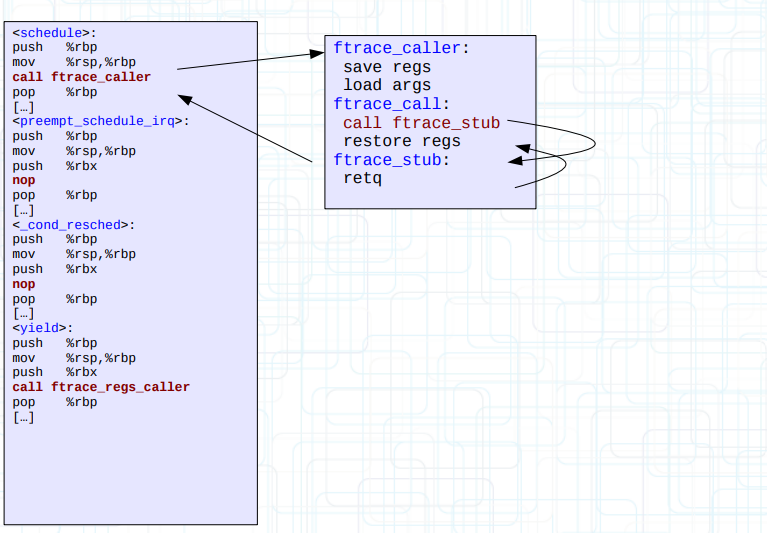 <schedule>:
push %rbp
mov %rsp,%rbp
call ftrace_caller
pop %rbp
[…]
<preempt_schedule_irq>:
push %rbp
mov %rsp,%rbp
push %rbx
nop
pop %rbp
[…]
<_cond_resched>:
push %rbp
mov %rsp,%rbp
push %rbx
nop
pop %rbp
[…]
<yield>:
push %rbp
mov %rsp,%rbp
push %rbx
call ftrace_regs_caller
pop %rbp
[…]
ftrace_caller:
save regs
load args
ftrace_call:
call ftrace_stub
restore regs
ftrace_stub:
retq